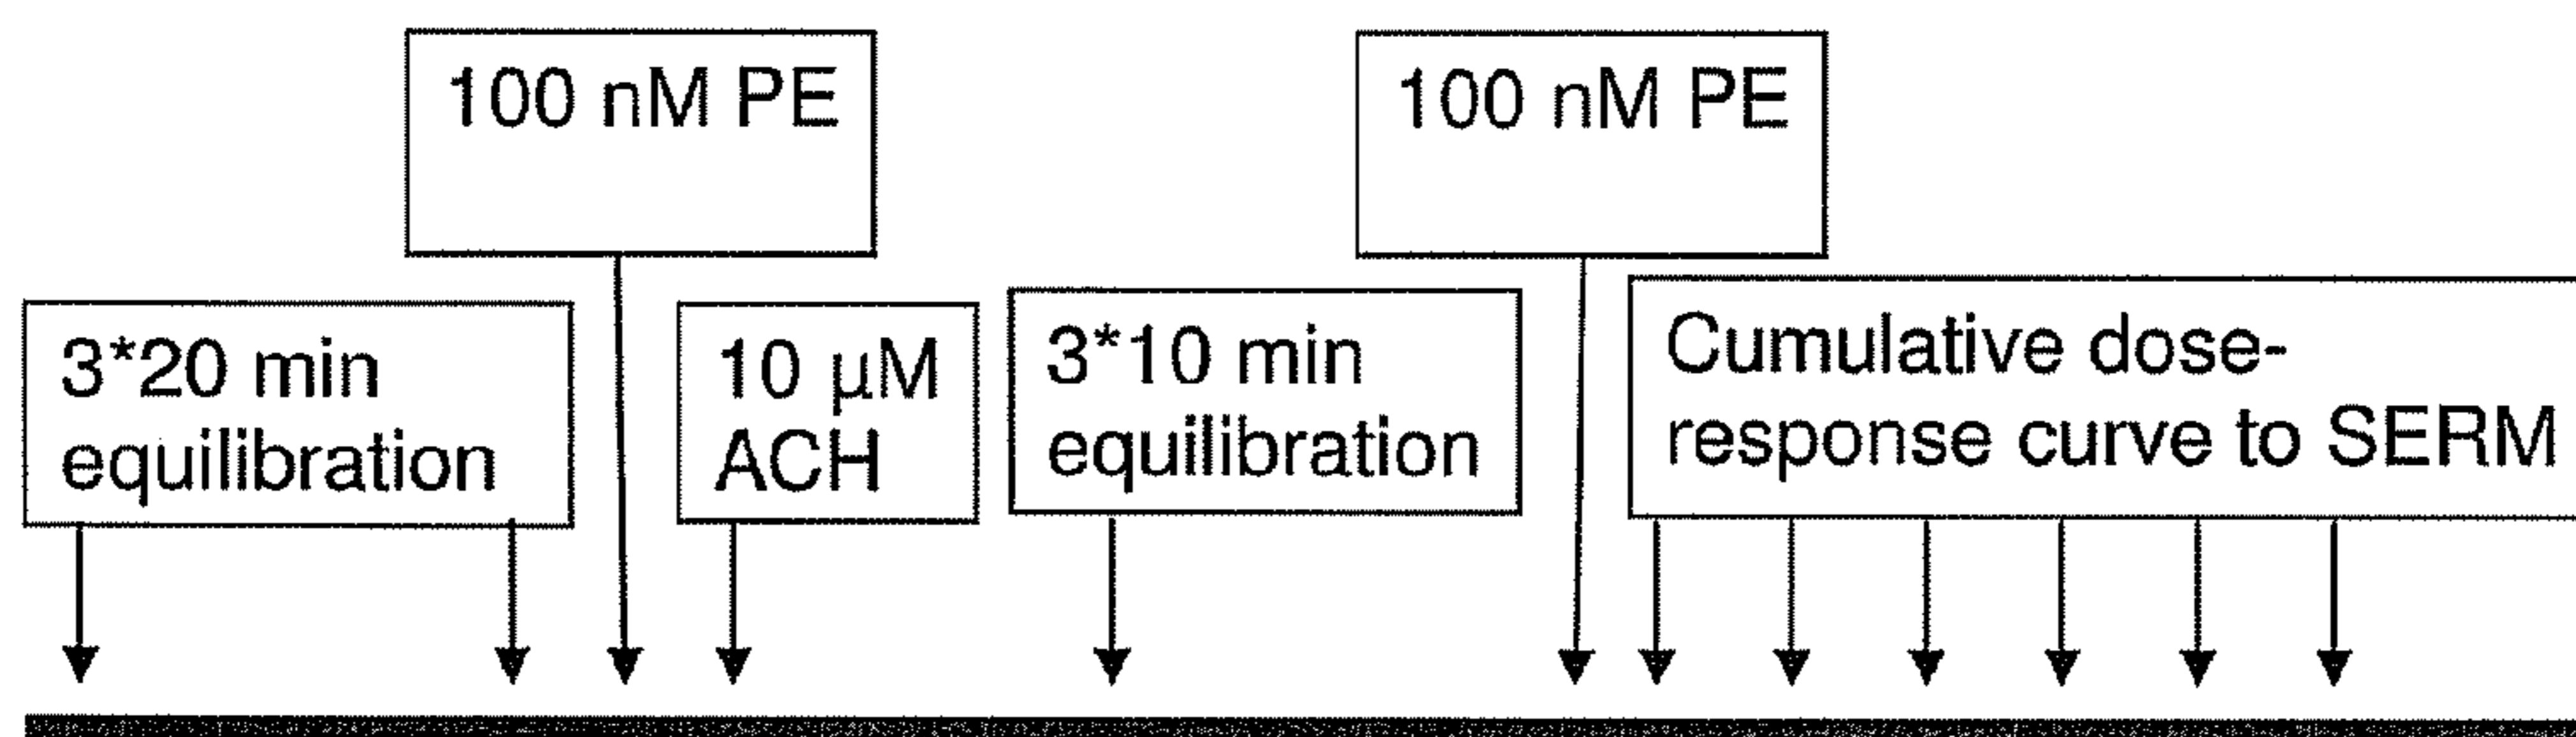 100 nM PE
100 nM PE
3*20 min
equilibration
10 µM
ACH
3*10 min
equilibration
Cumulative dose-
response curve to SERM